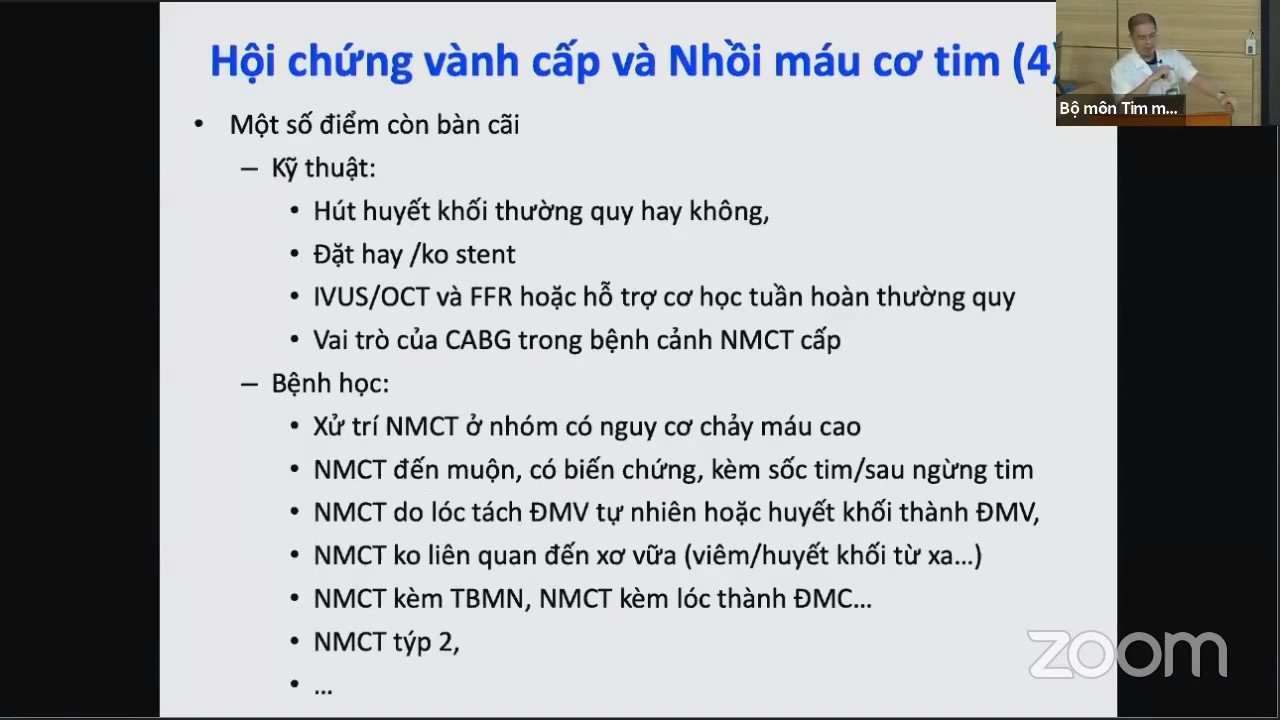 Hội chứng vành cấp và Nhồi máu cơ tim (4)
Bộ môn Tim m...
• Một số điểm còn bàn cãi
– Kỹ thuật:
• Hút huyết khối thường quy hay không,
• Đặt hay /ko stent
• IVUS/OCT và FFR hoặc hỗ trợ cơ học tuần hoàn thường quy
• Vai trò của CABG trong bệnh cảnh NMCT cấp
– Bệnh học:
• Xử trí NMCT ở nhóm có nguy cơ chảy máu cao
• NMCT đến muộn, có biến chứng, kèm sốc tim/sau ngừng tim
• NMCT do lóc tách ĐMV tự nhiên hoặc huyết khối thành ĐMV,
• NMCT ko liên quan đến xơ vữa (viêm/huyết khối từ xa...)
• NMCT kèm TBMN, NMCT kèm lóc thành ĐMC...
• NMCT týp 2,
• ...
zoom